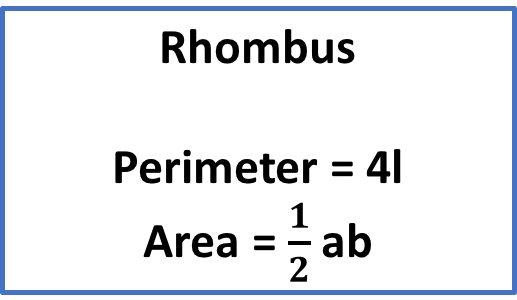 Rhombus
Perimeter = 4l
Area = 1/2 ab